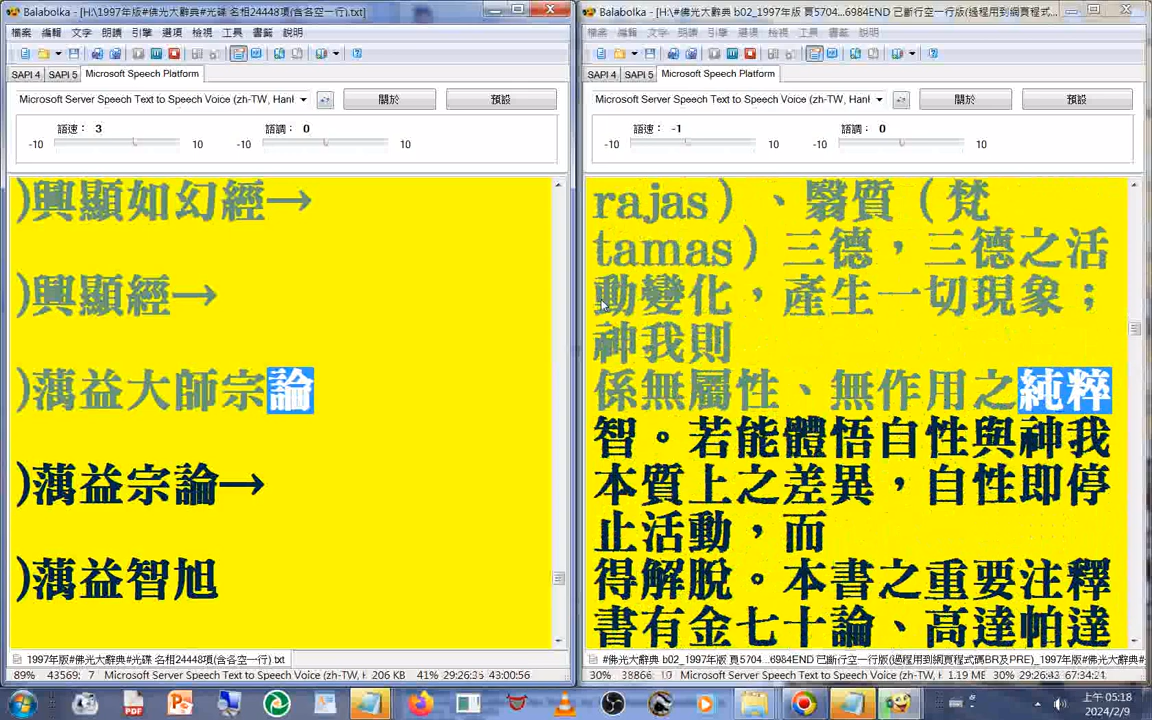 Balabolka - [H:\1997年版#佛光大辭典#光碟 名相24448項(含各空一行).txt]
檔案 編輯 文字 朗讀 引擎 選項 檢視 工具 書籤 說明
SAPI 4 SAPI 5 Microsoft Speech Platform
Microsoft Server Speech Text to Speech Voice (zh-TW, Hanl
關於 預設
語速： 3 語調： 0
-10 10 -10 10
)興顯如幻經→
)興顯經→
)蕅益大師宗論
)蕅益宗論→
)蕅益智旭
1997年版#佛光大辭典#光碟 名相24448項(含各空一行).txt
89% 43569: 7 Microsoft Server Speech Text to Speech Voice (zh-TW, H 206 KB 41% 29:26:35 43:00:56
Balabolka - [H:\#佛光大辭典 b02_1997年版 頁5704...6984END 已斷行空一行版(過程用到網頁程式...
檔案 編輯 文字 朗讀 引擎 選項 檢視 工具 書籤 說明
SAPI 4 SAPI 5 Microsoft Speech Platform
Microsoft Server Speech Text to Speech Voice (zh-TW, Hanl
關於 預設
語速： -1 語調： 0
-10 10 -10 10
rajas）、翳質（梵
tamas）三德，三德之活
動變化，產生一切現象；
神我則
係無屬性、無作用之純粹
智。若能體悟自性與神我
本質上之差異，自性即停
止活動，而
得解脫。本書之重要注釋
書有金七十論、高達帕達
#佛光大辭典 b02_1997年版 頁5704...6984END 已斷行空一行版(過程用到網頁程式碼BR及PRE)_1997年版#佛光大辭典#
30% 38866: 10 Microsoft Server Speech Text to Speech Voice (zh-TW, H 1.19 ME 30% 29:26:43 67:34:21
上午 05:18
2024/2/9